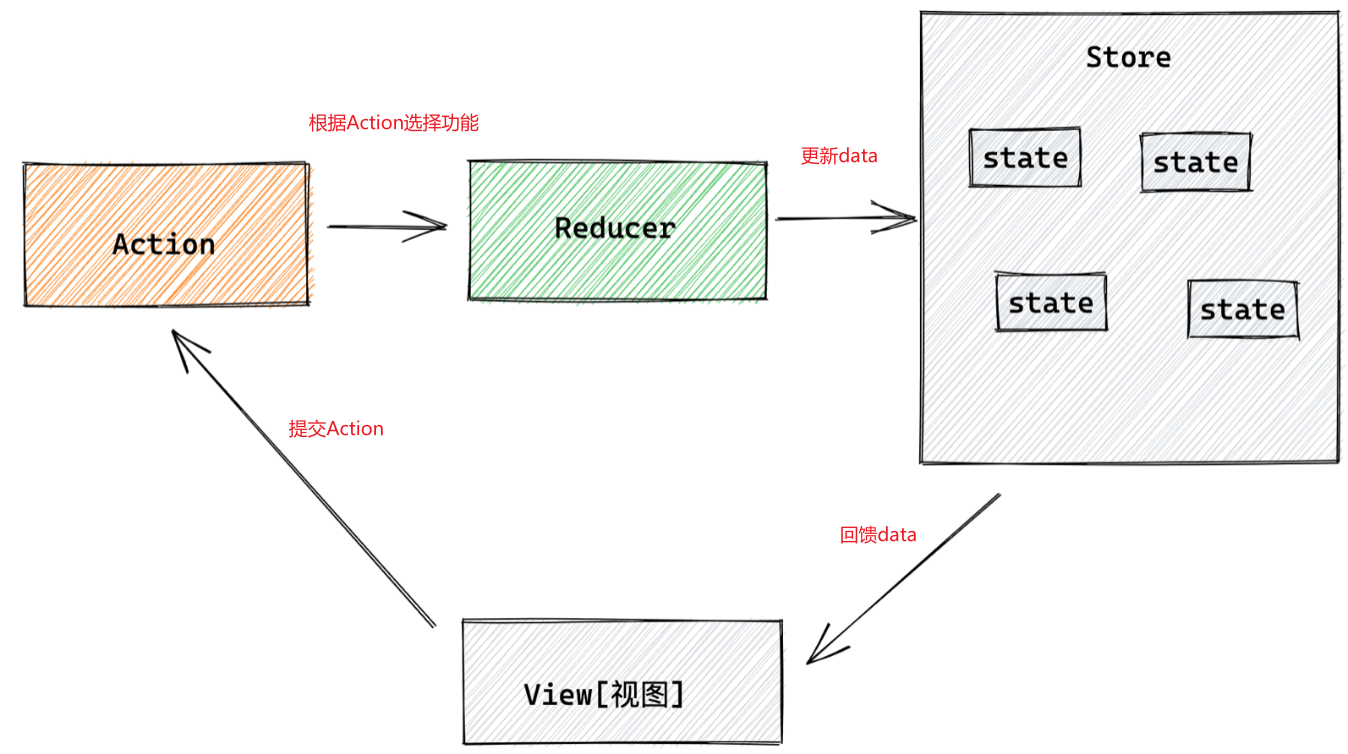 Store
根据Action选择功能
更新data
state
state
Action
Reducer
state
state
提交Action
回馈data
View[视图]